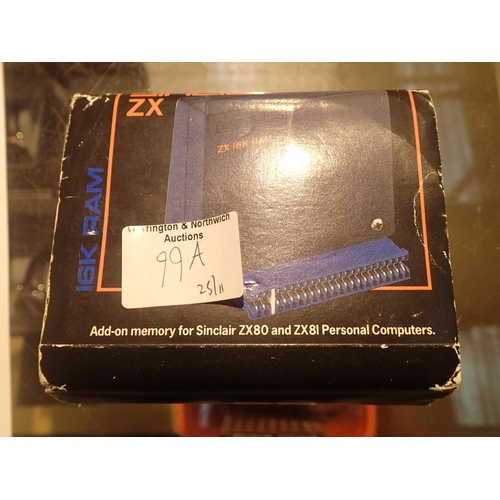 ZX
16K RAM
ZX 16K RAM
Warrington & Northwich
Auctions
99A
25/11
Add-on memory for Sinclair ZX80 and ZX81 Personal Computers.